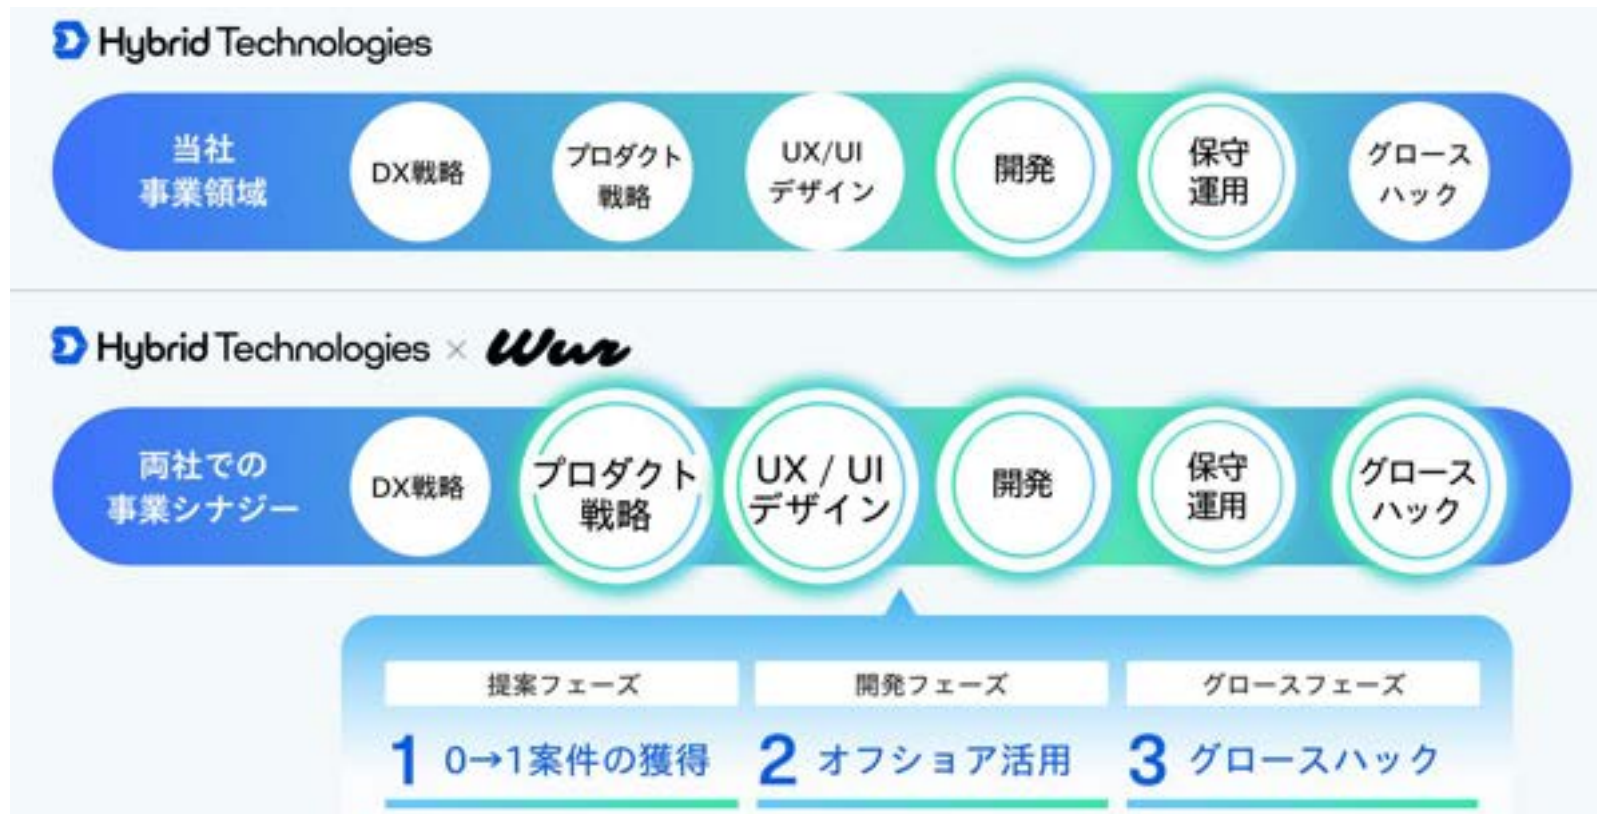 Hybrid Technologies
当社
事業領域
DX戦略
プロダクト
戦略
UX/UI
デザイン
開発
保守
運用
グロース
ハック
Hybrid Technologies × Wur
両社での
事業シナジー
DX戦略
プロダクト
戦略
UX / UI
デザイン
開発
保守
運用
グロース
ハック
提案フェーズ
開発フェーズ
グロースフェーズ
1 0→1案件の獲得
2 オフショア活用
3 グロースハック